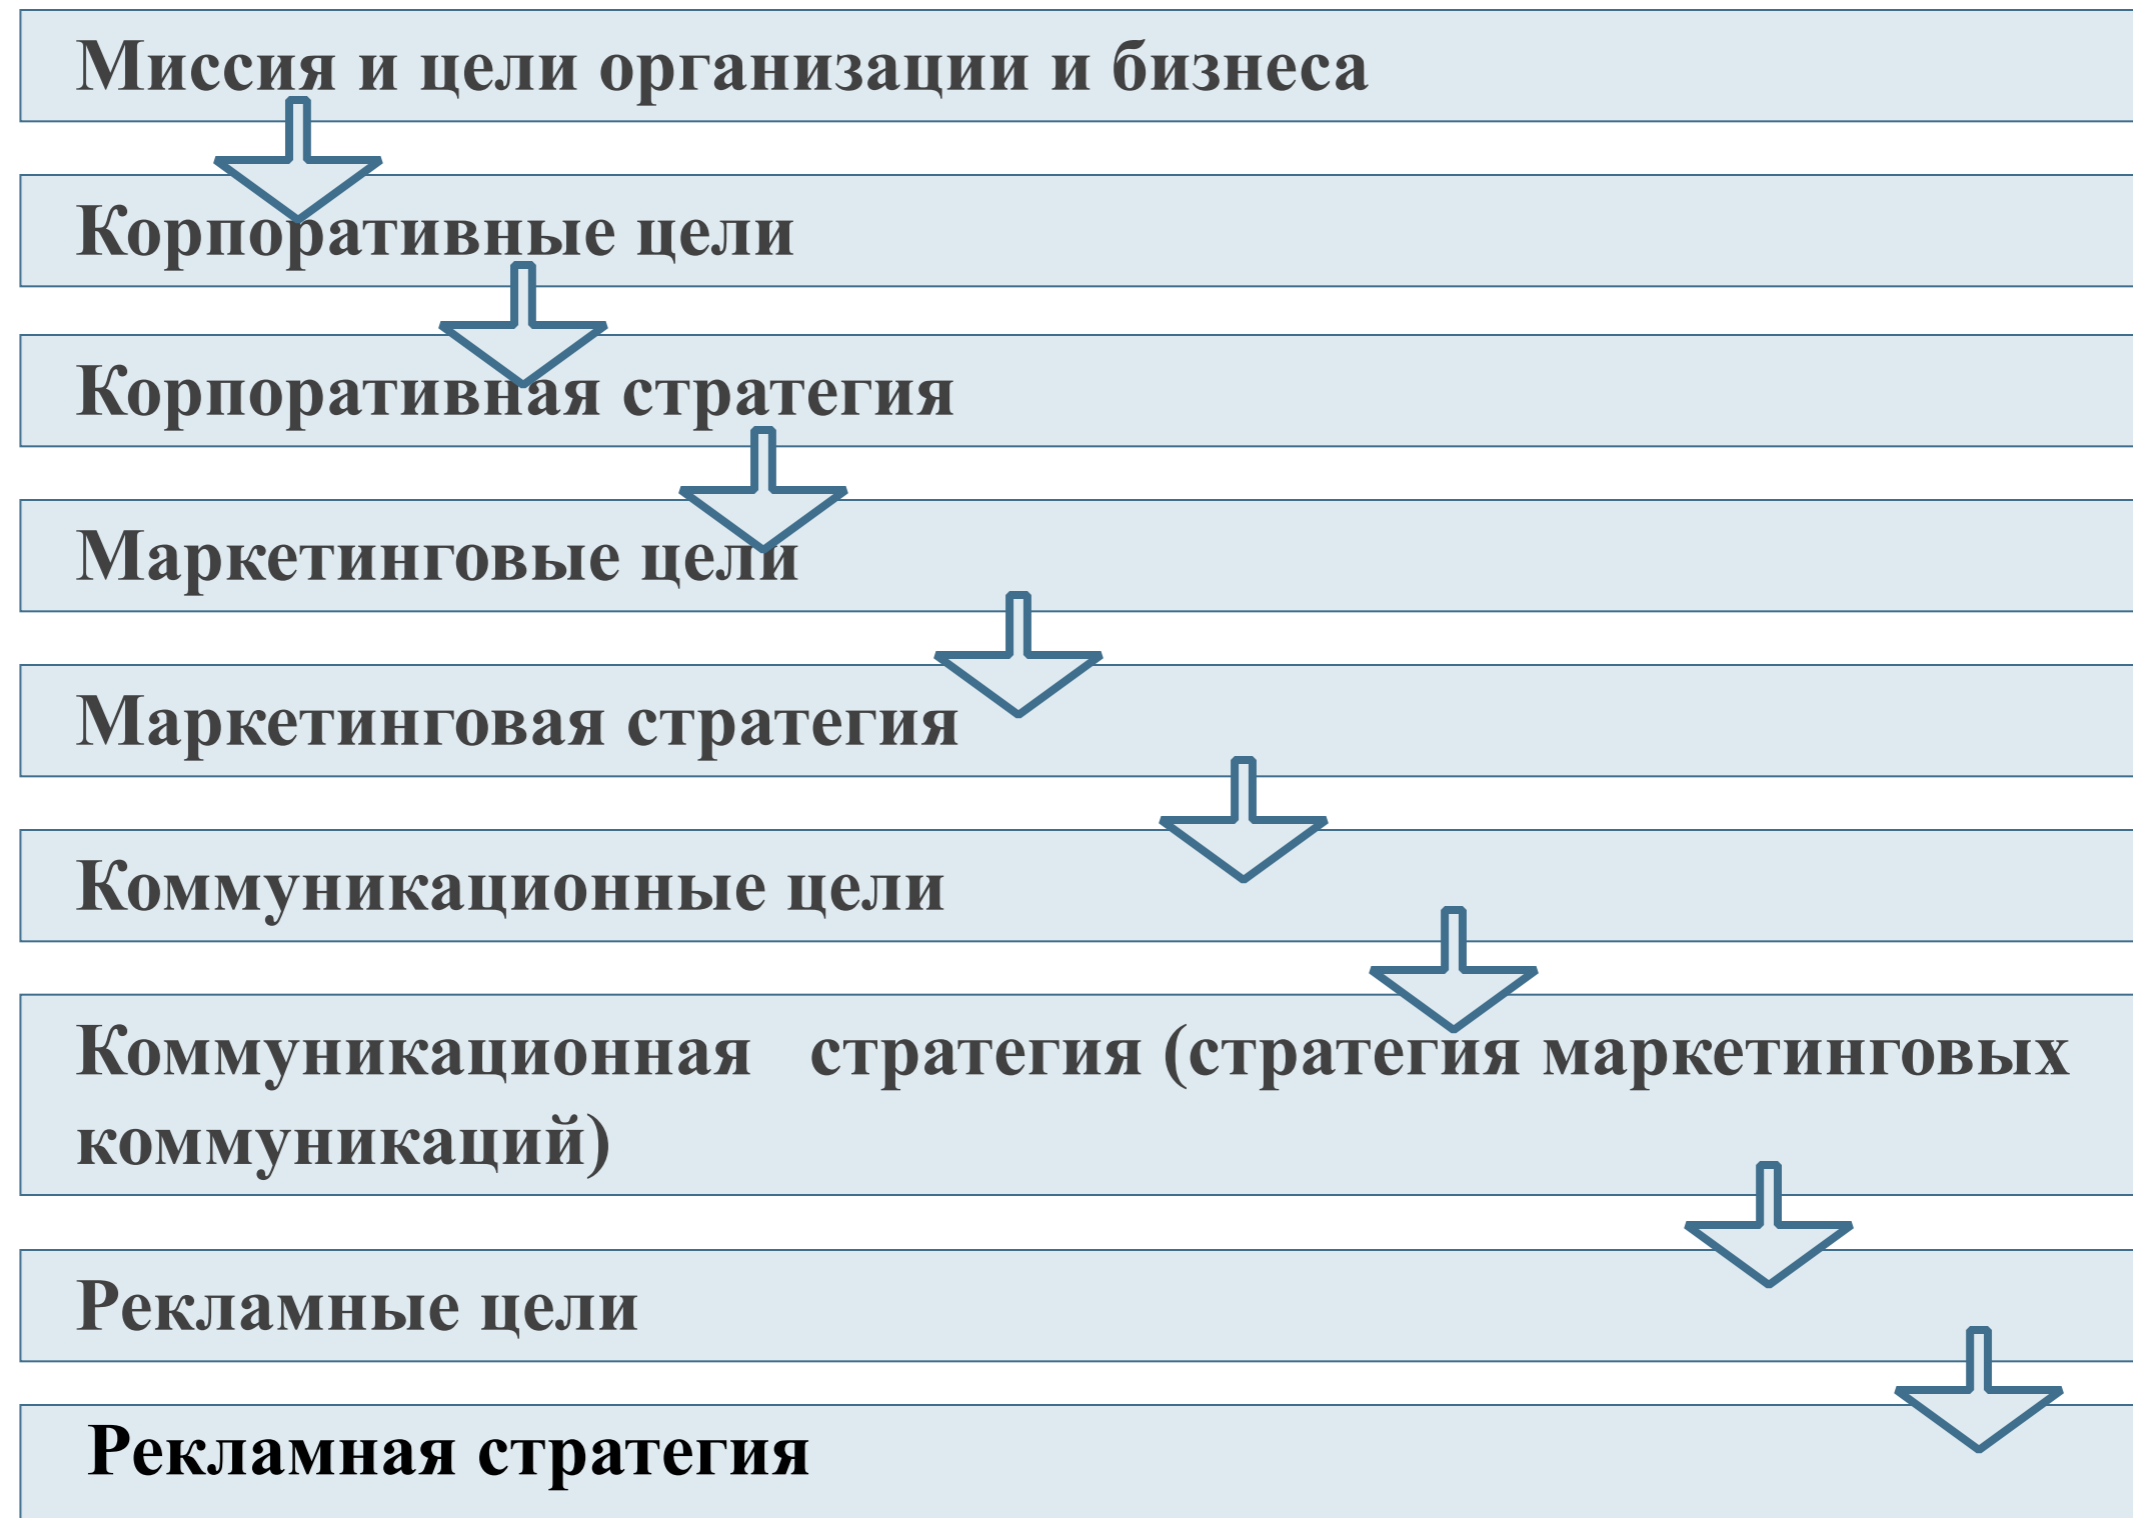 Миссия и цели организации и бизнеса
Корпоративные цели
Корпоративная стратегия
Маркетинговые цели
Маркетинговая стратегия
Коммуникационные цели
Коммуникационная стратегия (стратегия маркетинговых
коммуникаций)
Рекламные цели
Рекламная стратегия